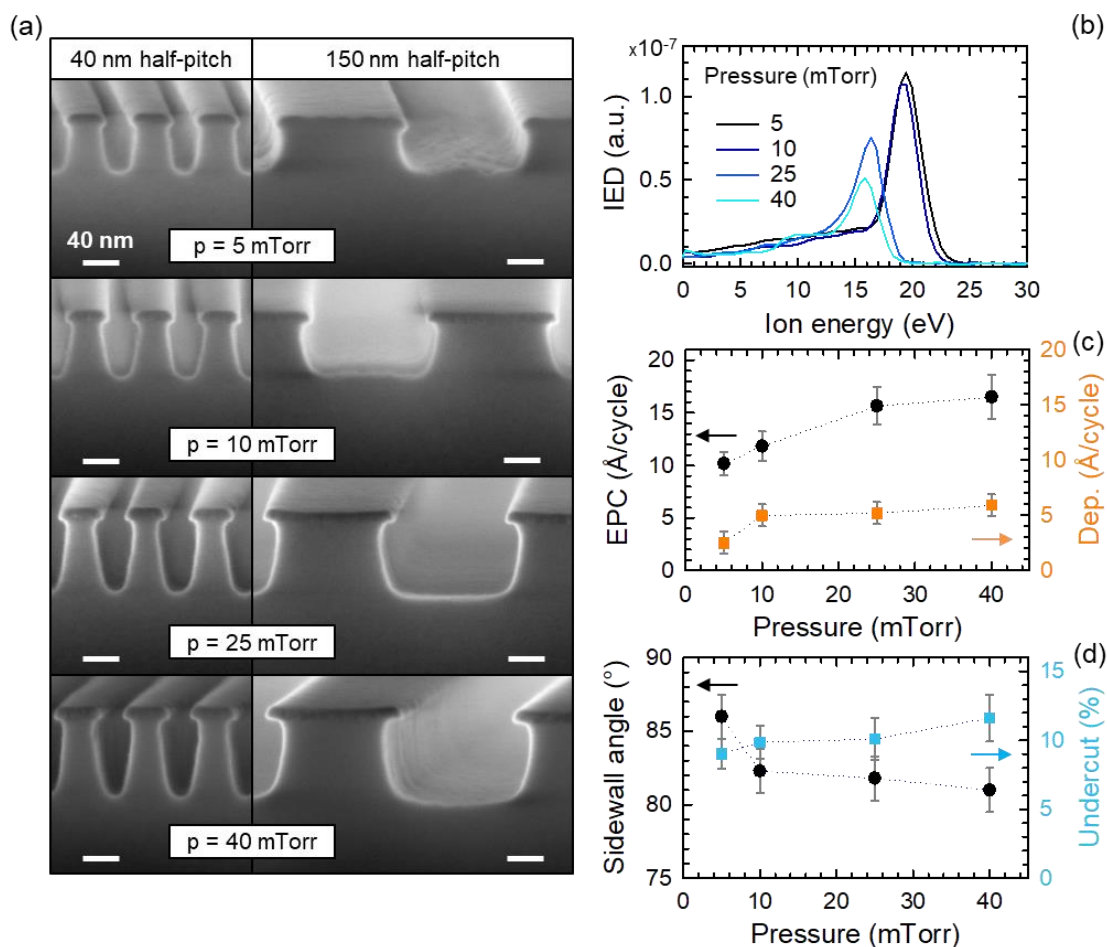 (a)
40 nm half-pitch 150 nm half-pitch
40 nm
p = 5 mTorr
p = 10 mTorr
p = 25 mTorr
p = 40 mTorr
(b)
×10⁻⁷
Pressure (mTorr)
5
10
25
40
1.0
0.5
0.0
IED (a.u.)
0 5 10 15 20 25 30
Ion energy (eV)
(c)
20
15
10
5
0
EPC (Å/cycle)
20
15
10
5
0
Dep. (Å/cycle)
0 10 20 30 40
Pressure (mTorr)
(d)
90
85
80
75
Sidewall angle (°)
15
10
5
0
Undercut (%)
0 10 20 30 40
Pressure (mTorr)